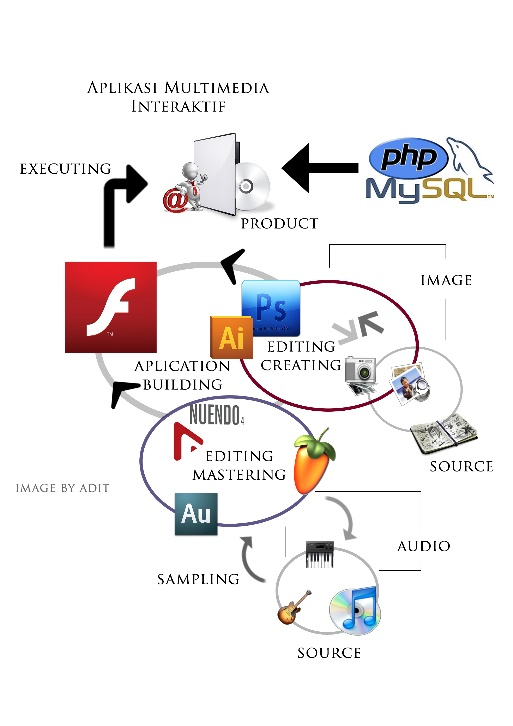 APLIKASI MULTIMEDIA
INTERAKTIF
EXECUTING
php
MySQL
TM
@
PRODUCT
IMAGE
Ps
Ai
EDITING
CREATING
APLICATION
BUILDING
NUENDO4
EDITING
MASTERING
SOURCE
IMAGE BY ADIT
Au
AUDIO
SAMPLING
SOURCE